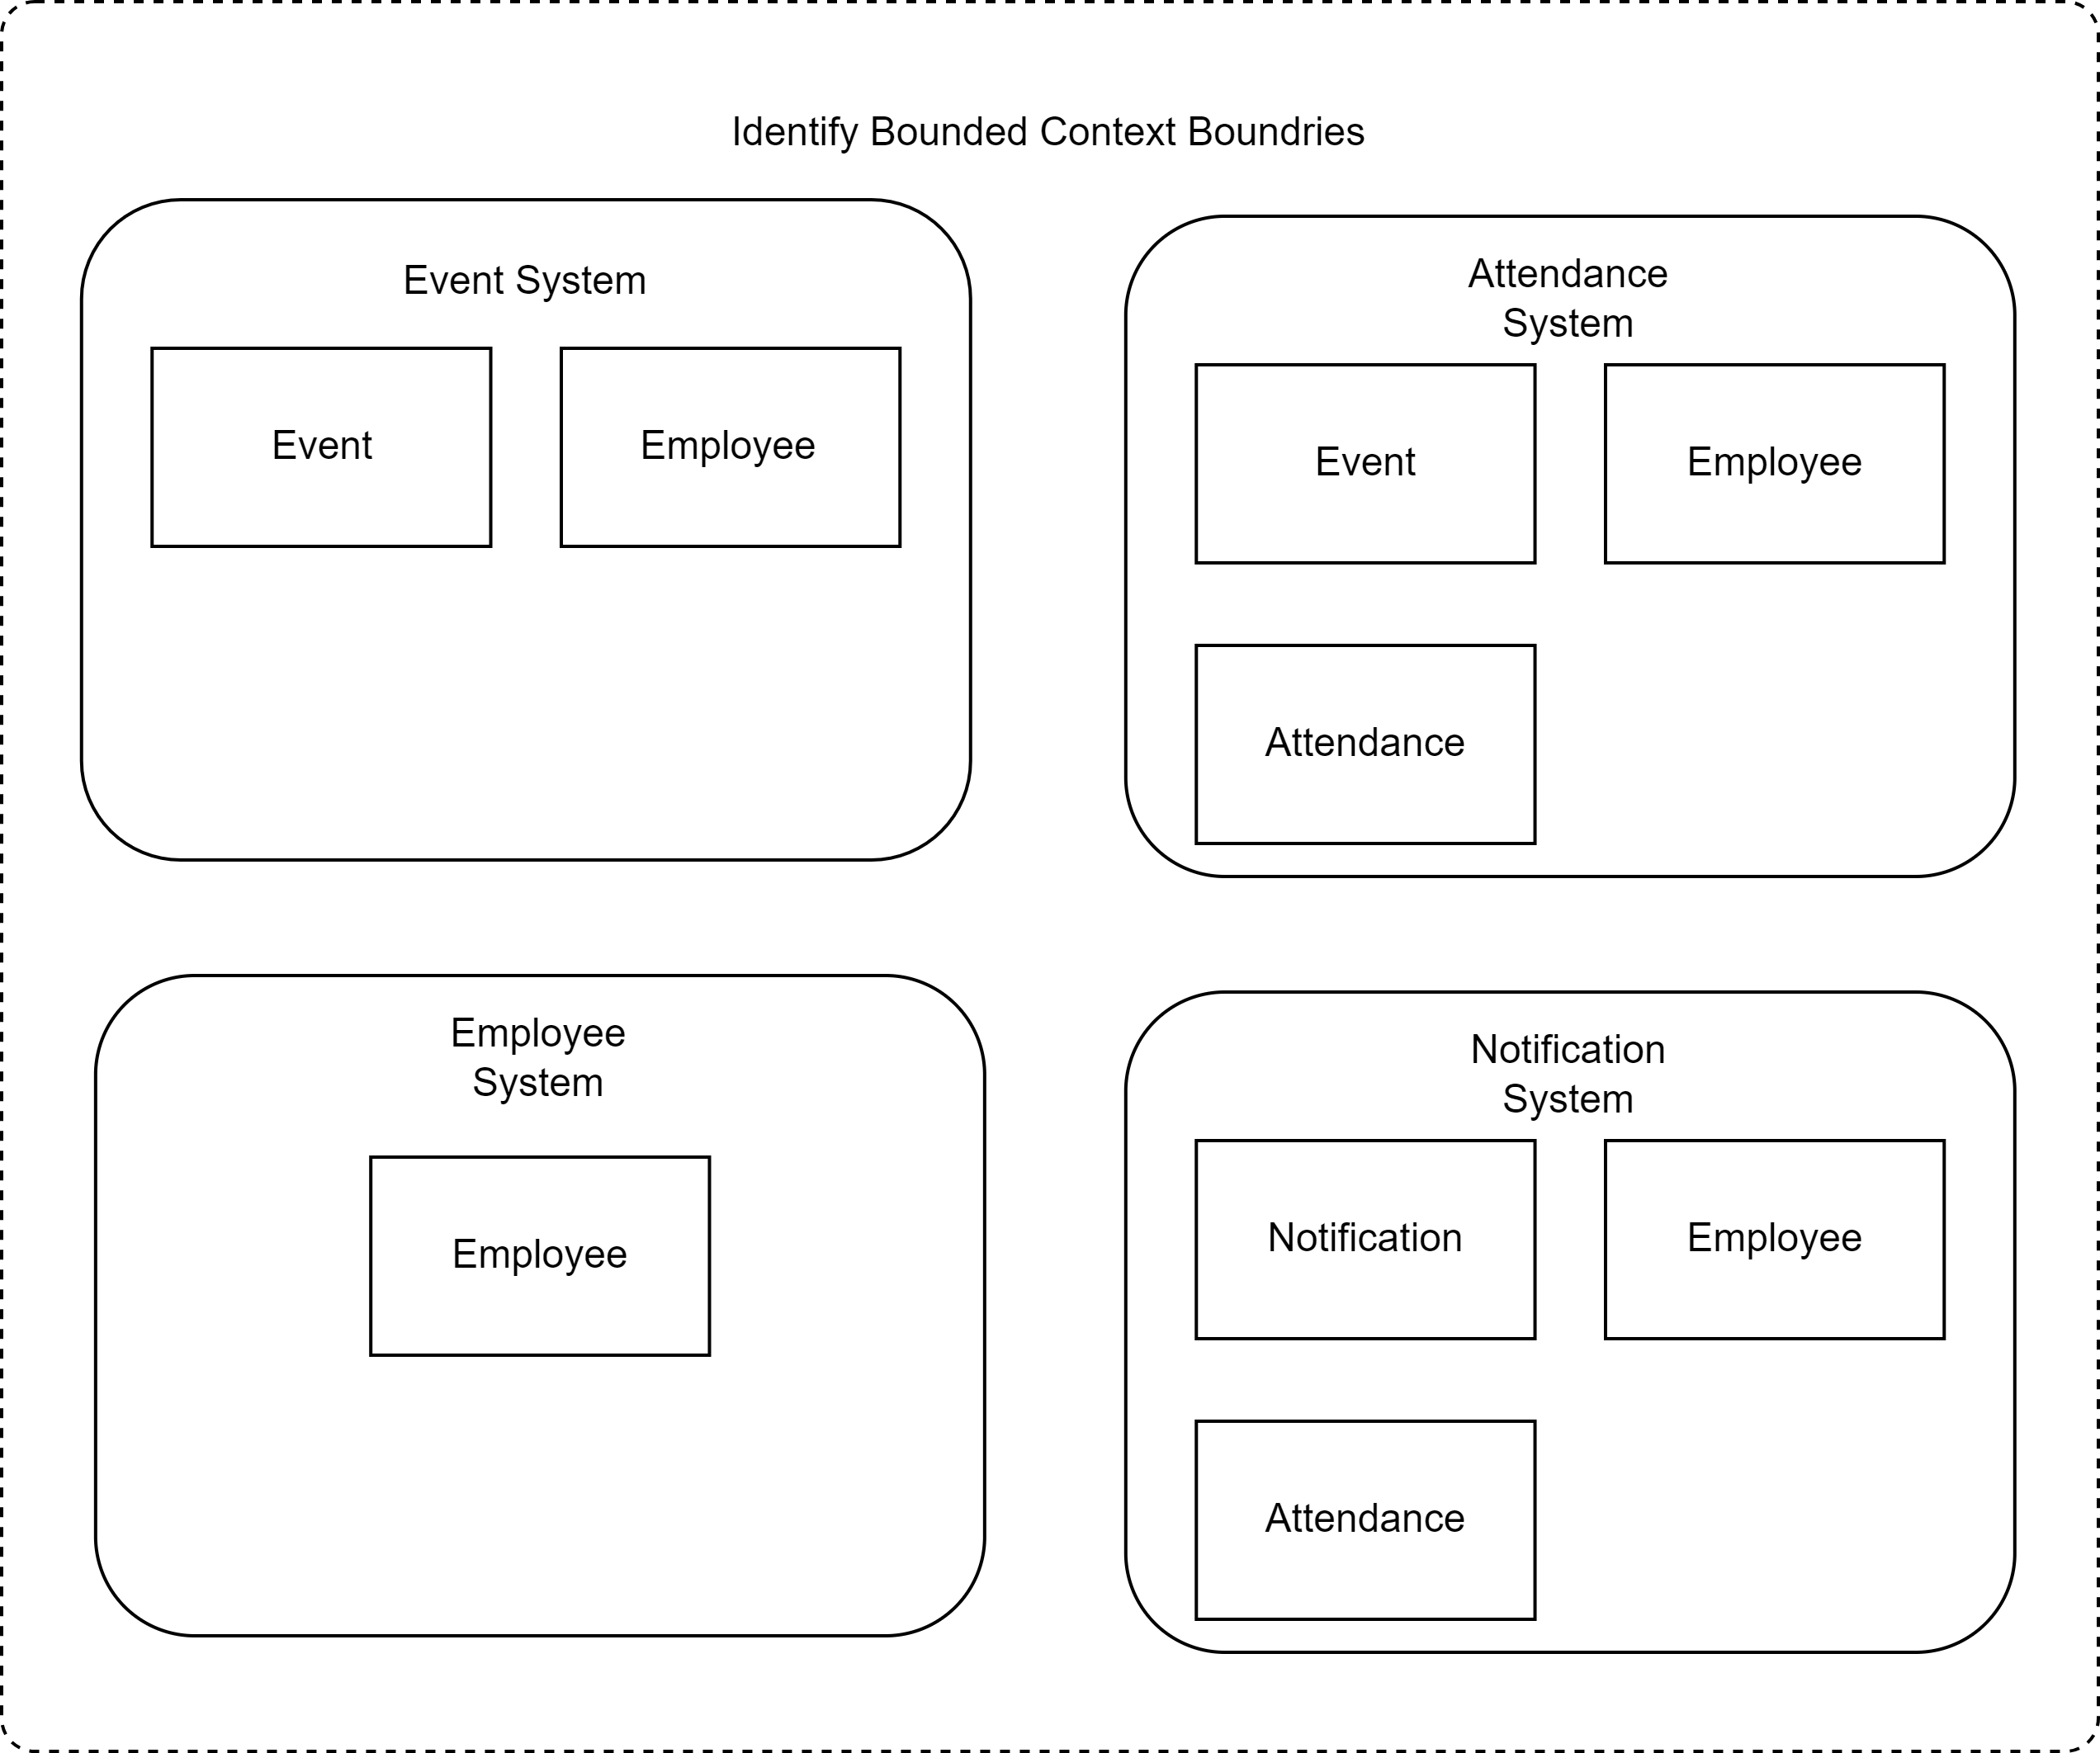 Identify Bounded Context Boundries
Event System
Event
Employee
Attendance
System
Event
Employee
Attendance
Employee
System
Employee
Notification
System
Notification
Employee
Attendance